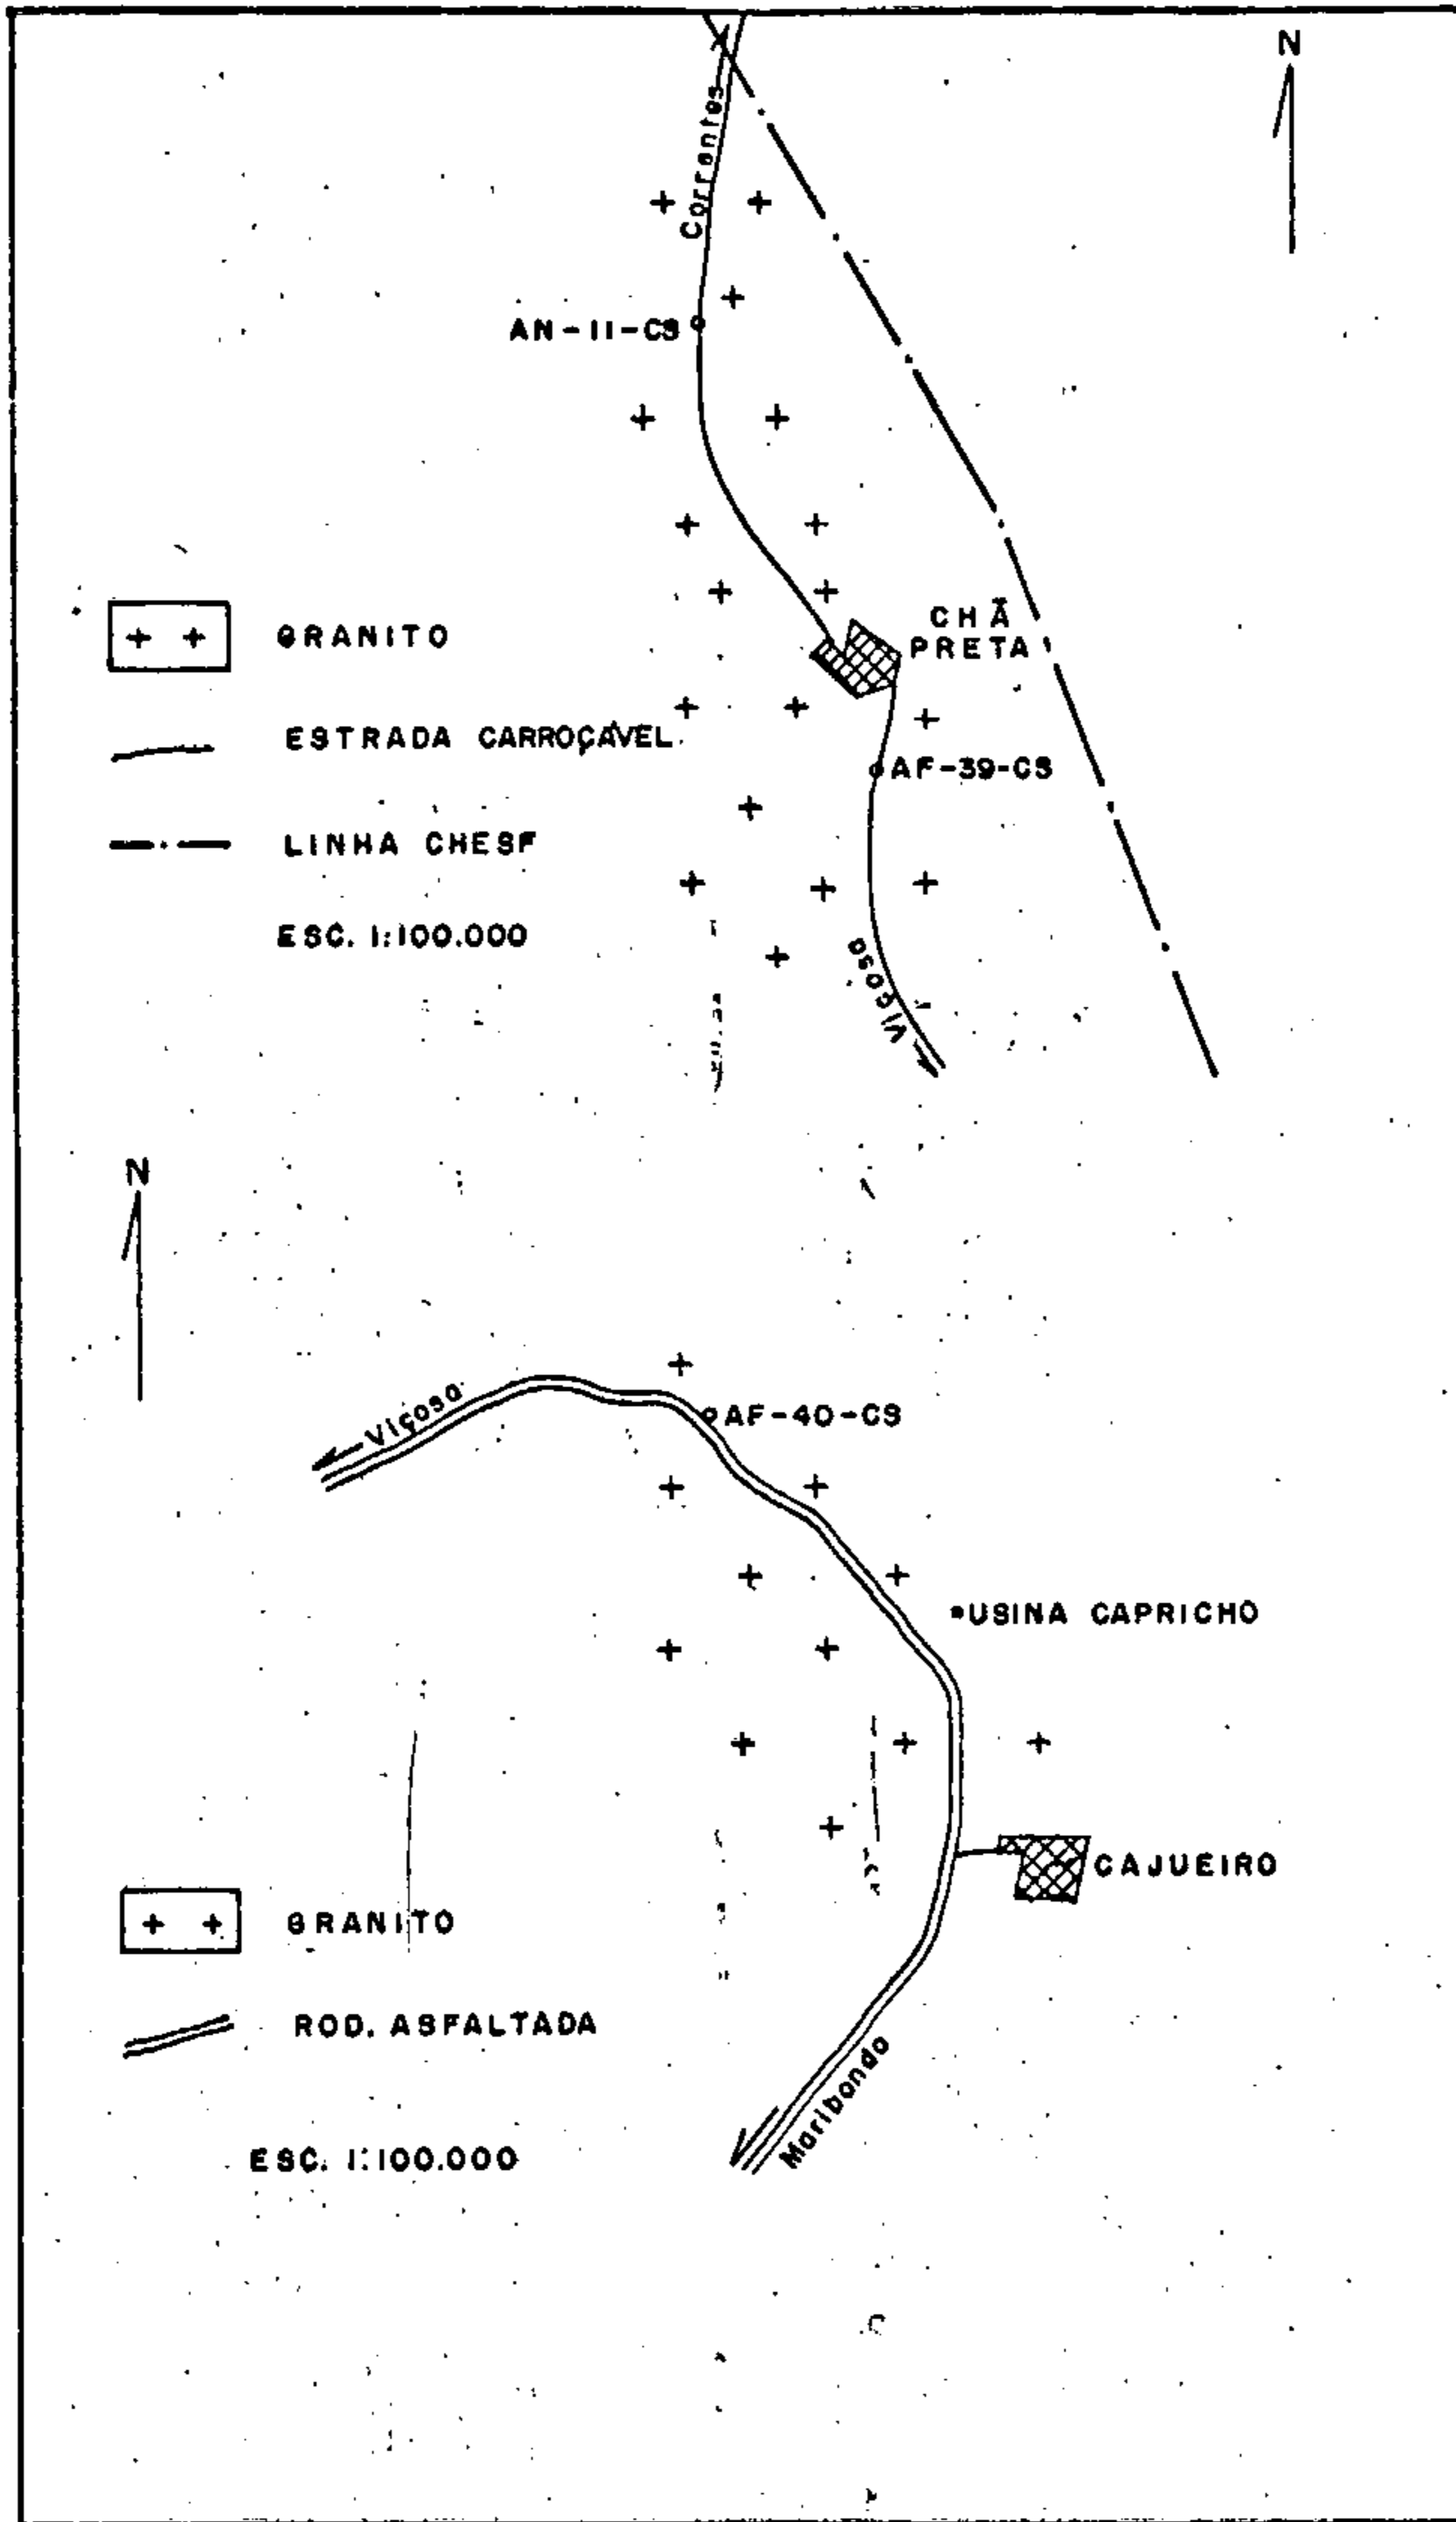 N
Correntes
AN-11-CS
GRANITO
CHÃ
PRETA
ESTRADA CARROÇÁVEL
AF-39-CS
LINHA CHESF
ESC. 1:100.000
Viçosa
N
Viçosa
AF-40-CS
USINA CAPRICHO
CAJUEIRO
GRANITO
ROD. ASFALTADA
Maribondo
ESC. 1:100.000